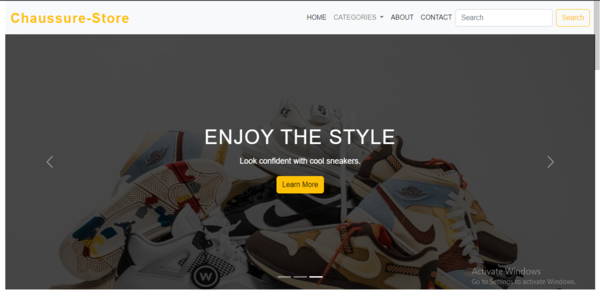 Chaussure-Store
HOME CATEGORIES ABOUT CONTACT Search Search
ENJOY THE STYLE
Look confident with cool sneakers.
Learn More
W
Activate Windows
Go to Settings to activate Windows.